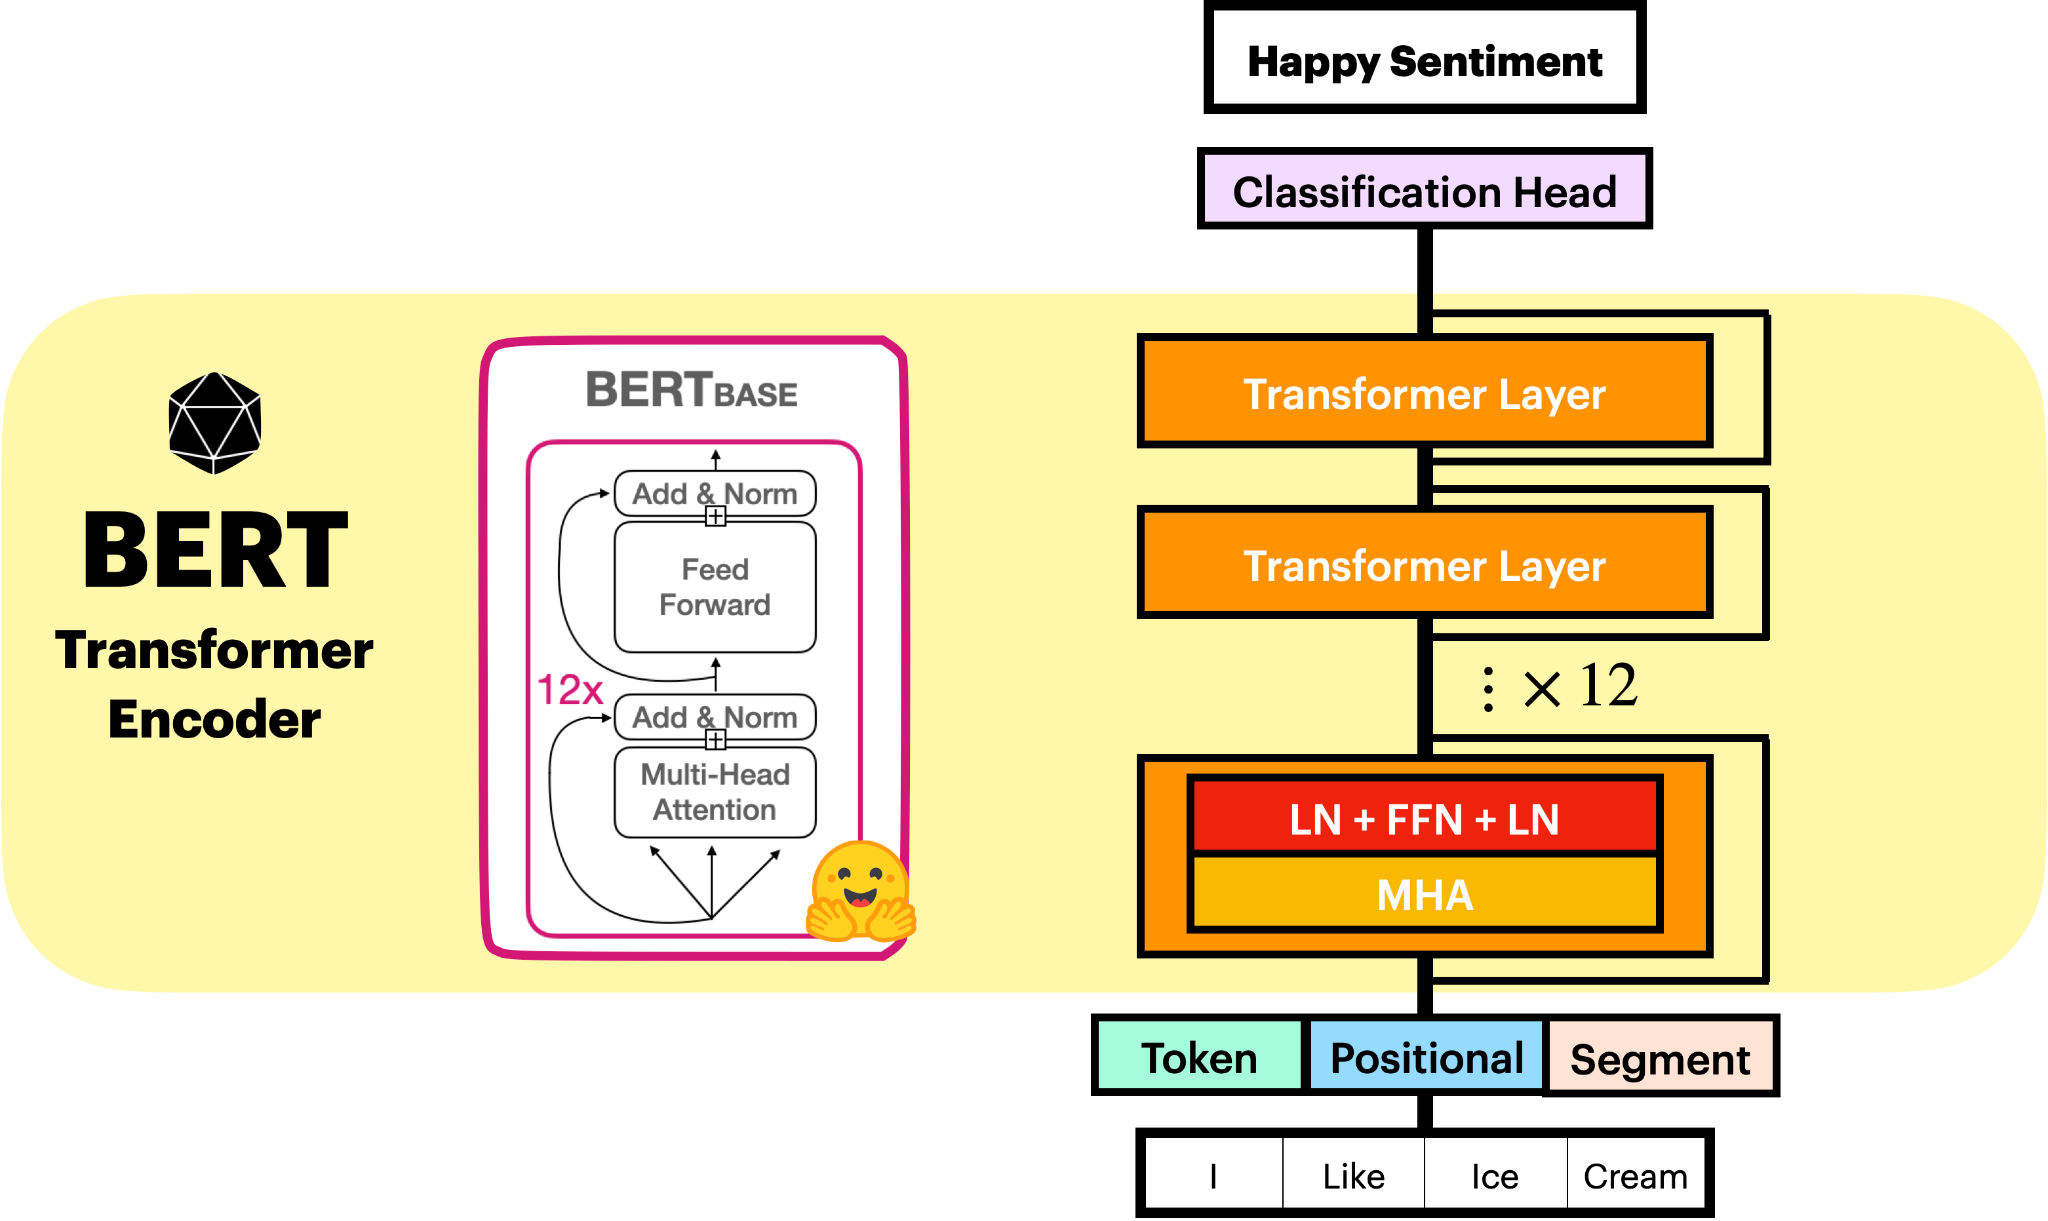 Happy Sentiment
Classification Head
BERT
Transformer
Encoder
BERTBASE
Add & Norm
Feed
Forward
12x
Add & Norm
Multi-Head
Attention
Transformer Layer
Transformer Layer
⋮ × 12
LN + FFN + LN
MHA
Token Positional Segment
I Like Ice Cream